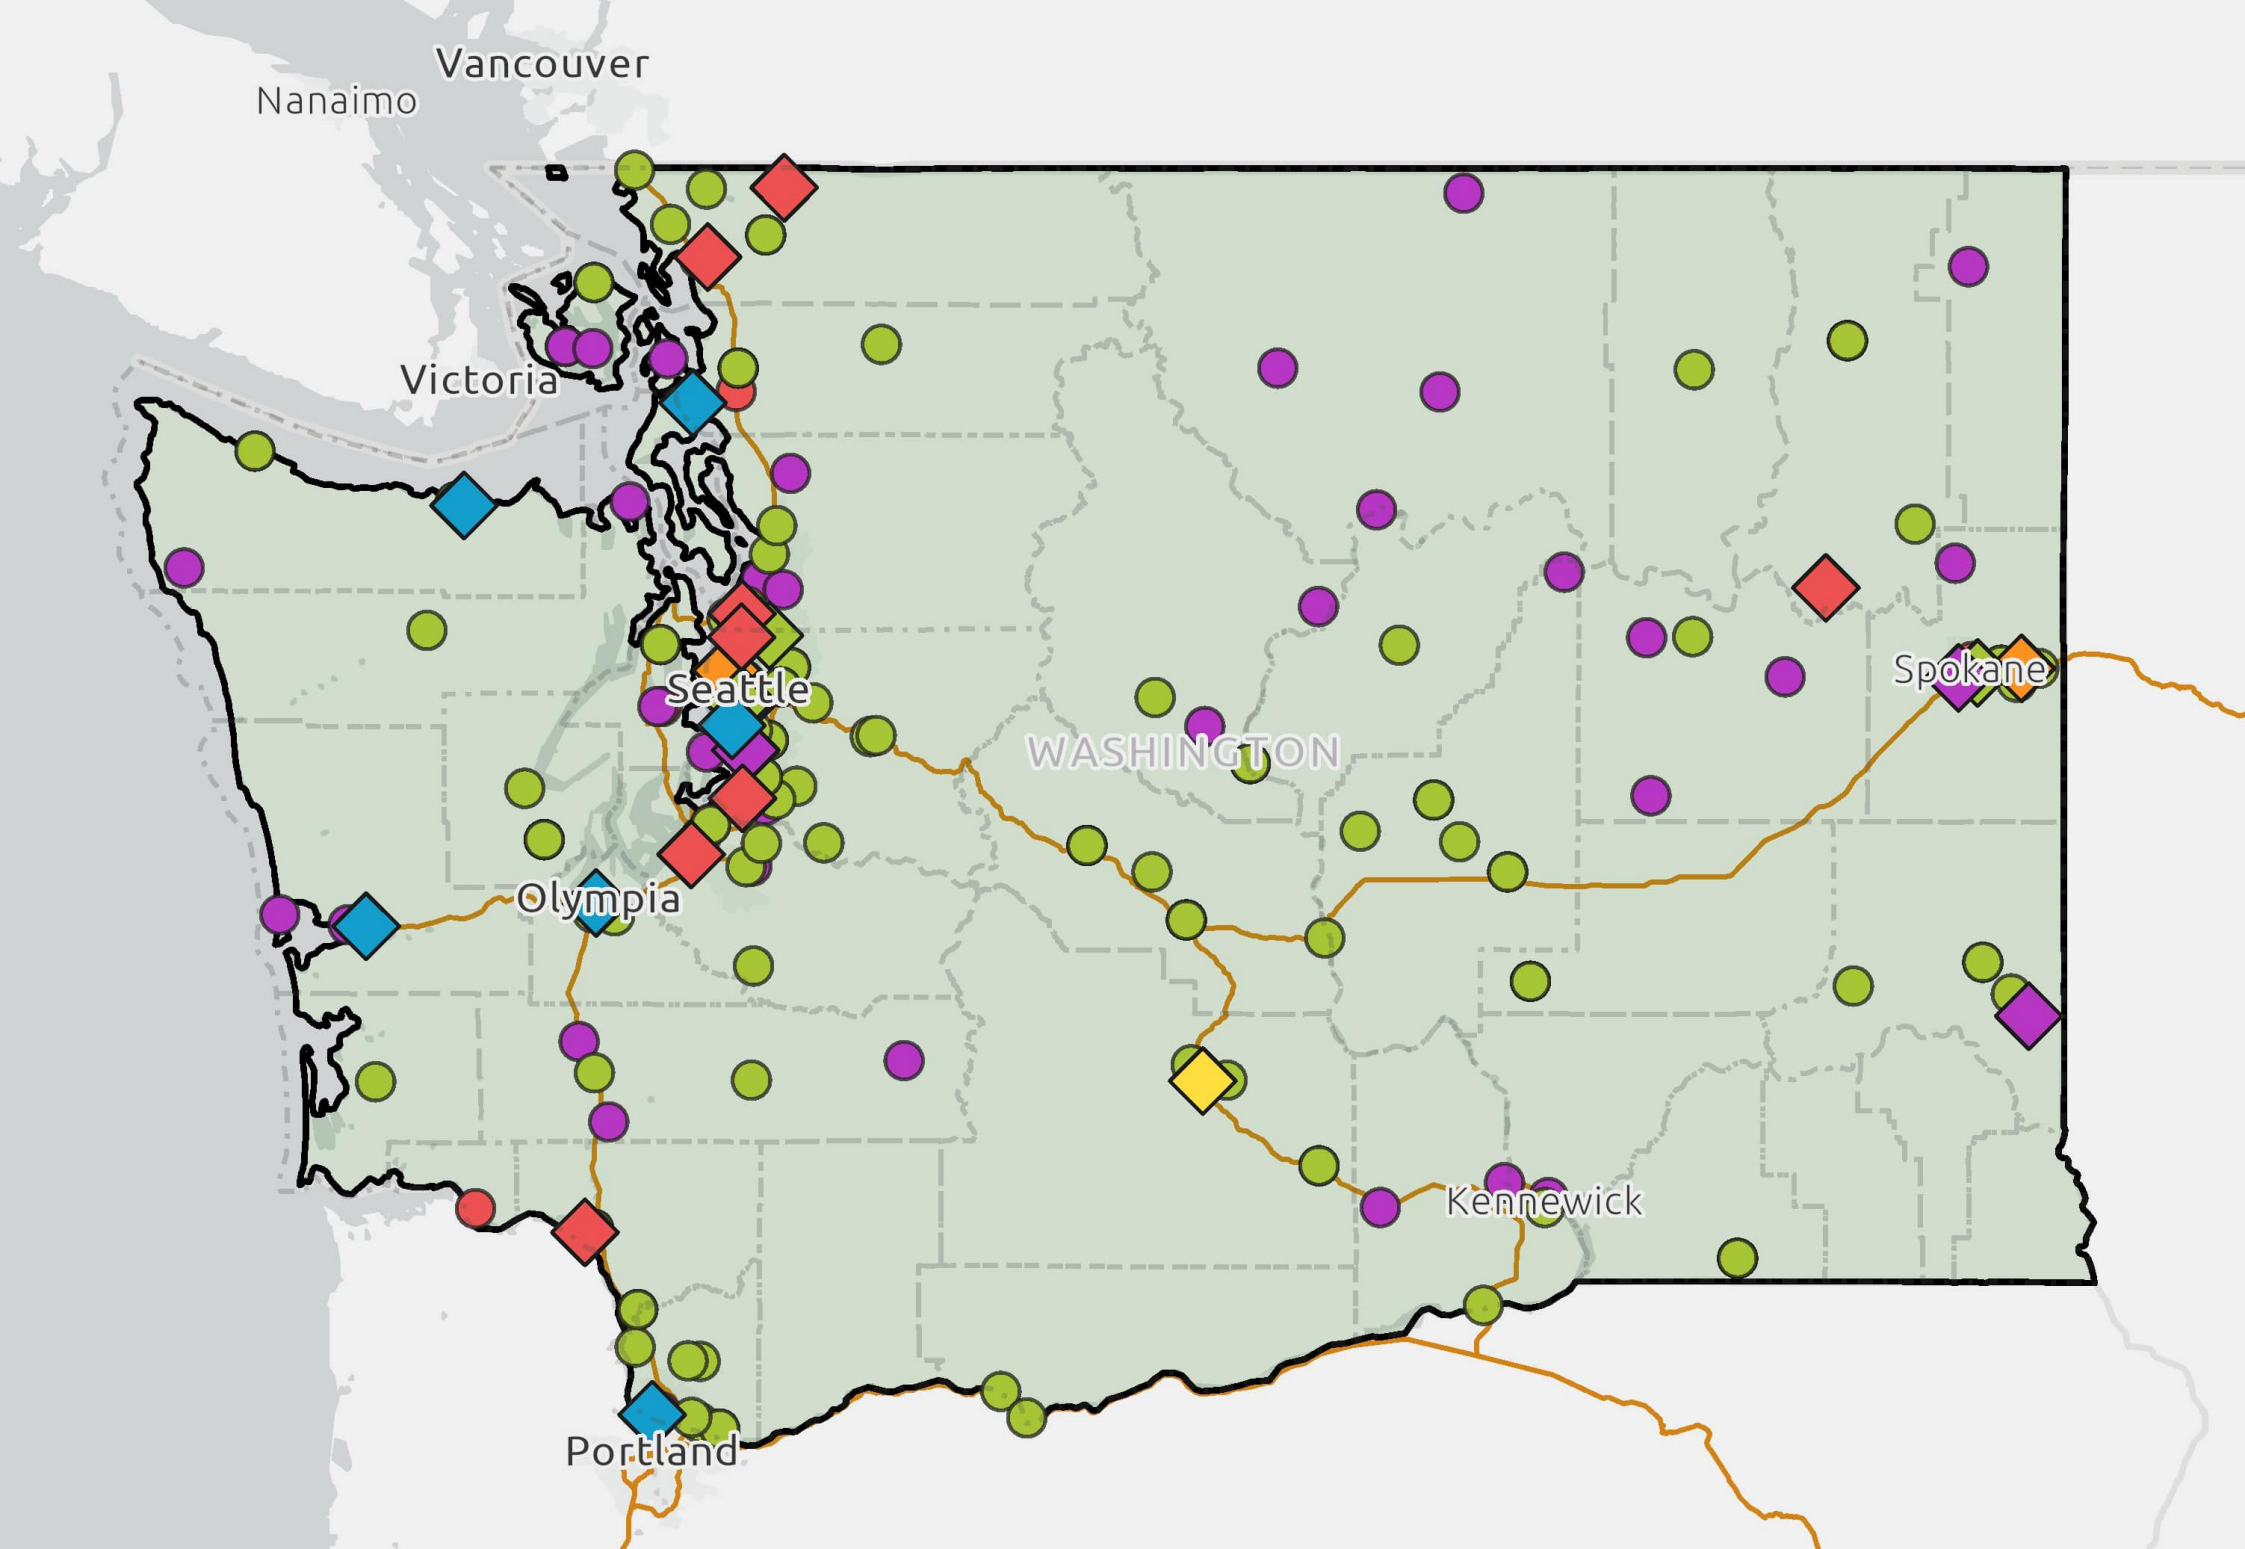 Vancouver
Nanaimo
Victoria
Seattle
Spokane
WASHINGTON
Olympia
Kennewick
Portland